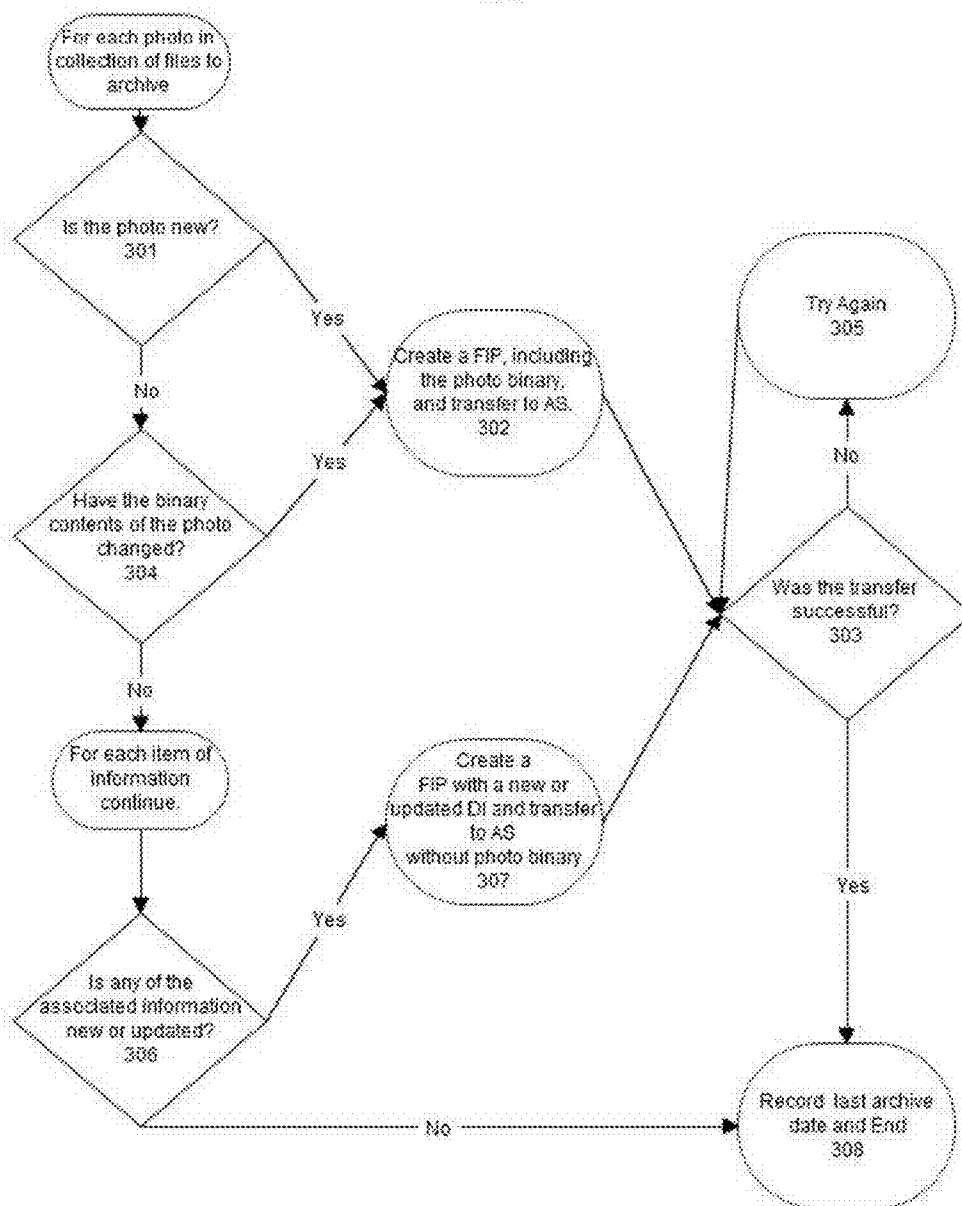 For each photo in
collection of files to
archive
Is the photo new?
301
Yes
No
Create a FIP, including
the photo binary,
and transfer to AS.
302
Try Again
305
Have the binary
contents of the photo
changed?
304
Yes
No
Was the transfer
successful?
303
No
For each item of
information
continue.
Create a
FIP with a new or
updated DI and transfer
to AS
without photo binary
307
Yes
Yes
Is any of the
associated information
new or updated?
306
No
Record last archive
date and End
308